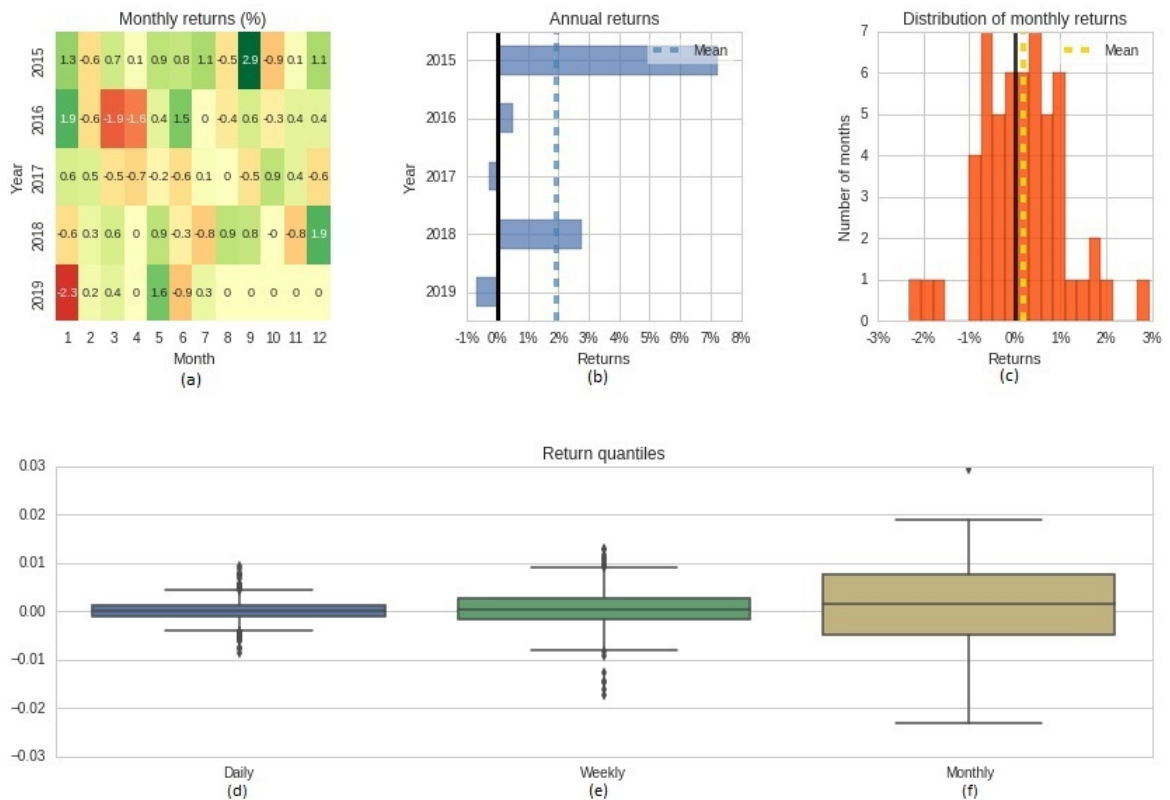 Monthly returns (%)
2015 1.3 -0.6 0.7 0.1 0.9 0.8 1.1 -0.5 2.9 -0.9 0.1 1.1
2016 1.9 -0.6 -1.9 -1.6 0.4 1.5 0 -0.4 0.6 -0.3 0.4 0.4
2017 0.6 0.5 -0.5 -0.7 -0.2 -0.6 0.1 0 -0.5 0.9 0.4 -0.6
2018 -0.6 0.3 0.6 0 0.9 -0.3 -0.8 0.9 0.8 -0 -0.8 1.9
2019 -2.3 0.2 0.4 0 1.6 -0.9 0.3 0 0 0 0 0
Year
1 2 3 4 5 6 7 8 9 10 11 12
Month
(a)
Annual returns
Mean
2015
2016
2017
2018
2019
Year
-1% 0% 1% 2% 3% 4% 5% 6% 7% 8%
Returns
(b)
Distribution of monthly returns
Mean
7
6
5
4
3
2
1
0
Number of months
-3% -2% -1% 0% 1% 2% 3%
Returns
(c)
Return quantiles
0.03
0.02
0.01
0.00
−0.01
−0.02
−0.03
Daily Weekly Monthly
(d) (e) (f)